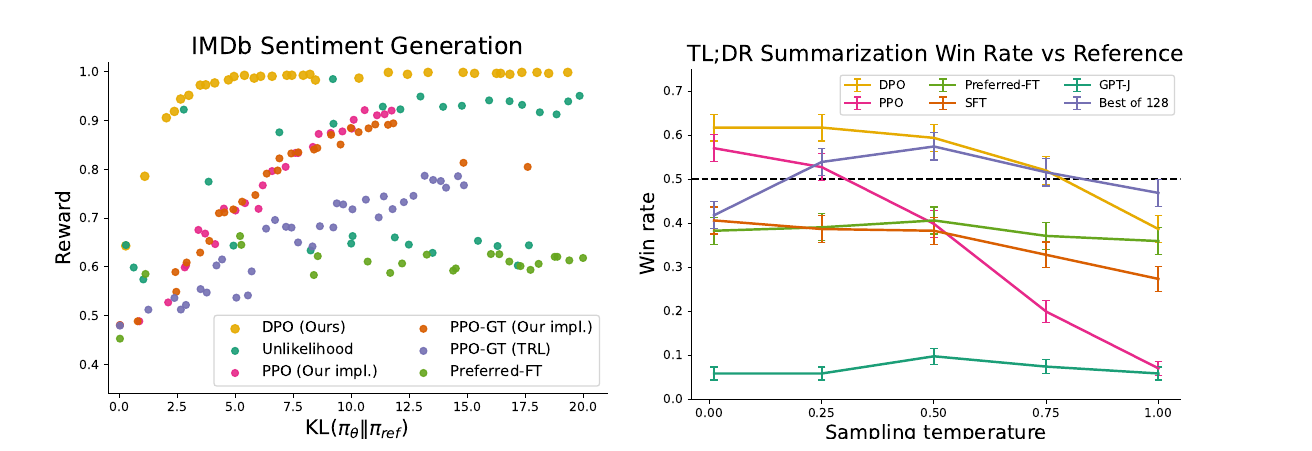 IMDb Sentiment Generation
Reward
1.0
0.9
0.8
0.7
0.6
0.5
0.4
DPO (Ours)
Unlikelihood
PPO (Our impl.)
PPO-GT (Our impl.)
PPO-GT (TRL)
Preferred-FT
0.0 2.5 5.0 7.5 10.0 12.5 15.0 17.5 20.0
KL(πθ‖πref)
TL;DR Summarization Win Rate vs Reference
Win rate
0.7
0.6
0.5
0.4
0.3
0.2
0.1
0.0
DPO Preferred-FT GPT-J
PPO SFT Best of 128
0.00 0.25 0.50 0.75 1.00
Sampling temperature